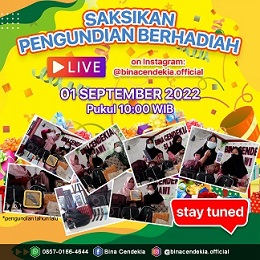 SAKSIKAN
PENGUNDIAN BERHADIAH
LIVE
on Instagram:
@binacendekia.official
01 SEPTEMBER 2022
Pukul 10:00 WIB
*pengundian tahun lalu
stay tuned
0857-0166-4644
Bina Cendekia
@binacendekia.official